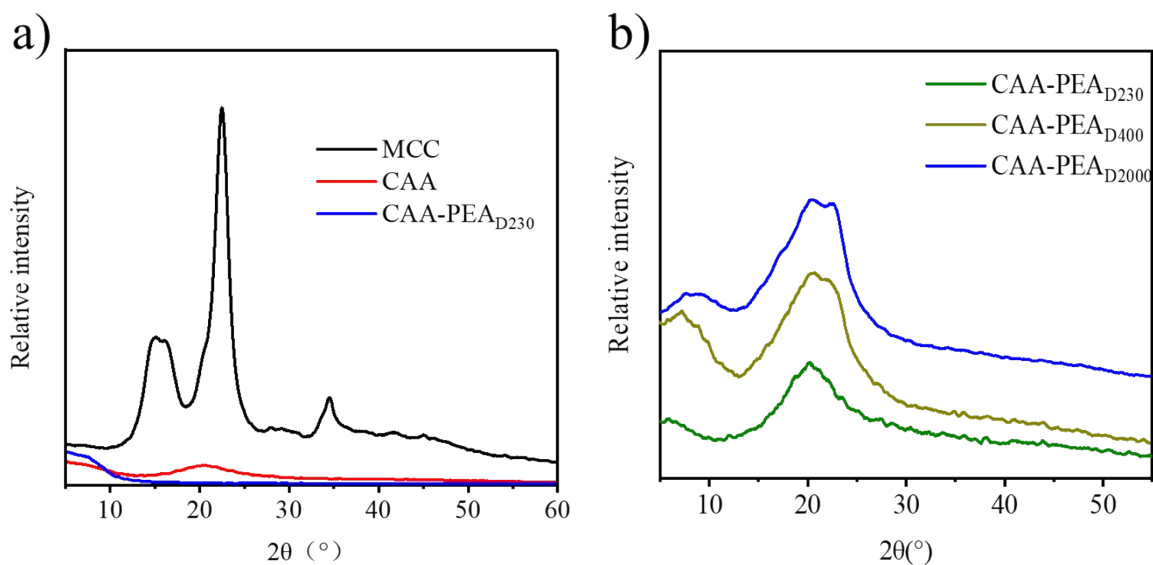 a)
Relative intensity
MCC
CAA
CAA-PEAD230
10 20 30 40 50 60
2θ（°）
b)
Relative intensity
CAA-PEAD230
CAA-PEAD400
CAA-PEAD2000
10 20 30 40 50
2θ(°)